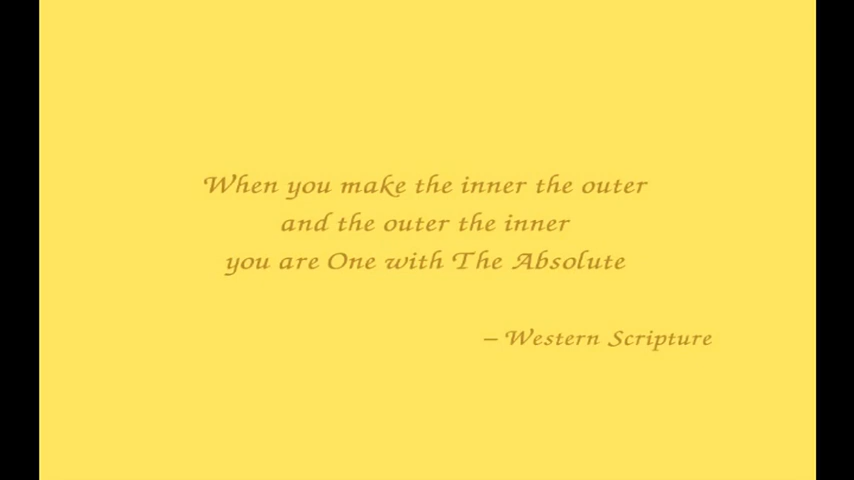 When you make the inner the outer
and the outer the inner
you are One with The Absolute
– Western Scripture